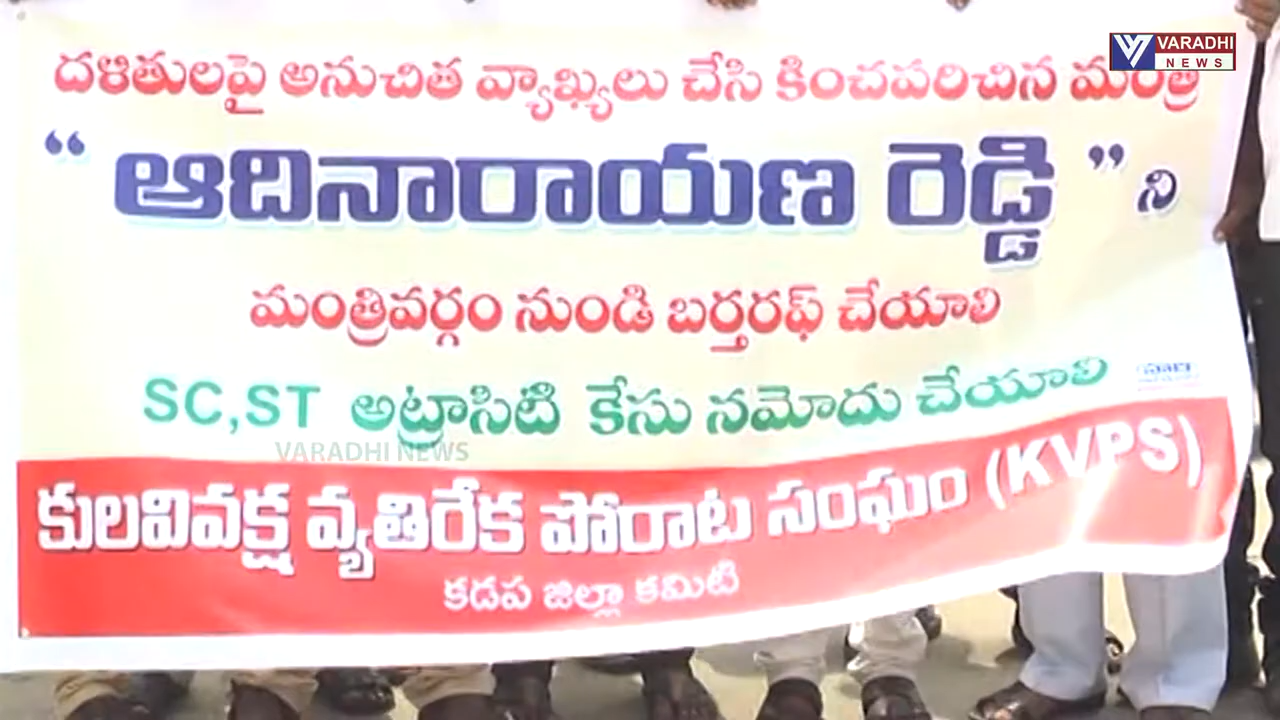 VARADHI
NEWS
దళితులపై అనుచిత వ్యాఖ్యలు చేసి కించపరిచిన మంత్రి
“ ఆదినారాయణ రెడ్డి ” ని
మంత్రివర్గం నుండి బర్తరఫ్ చేయాలి
SC,ST అట్రాసిటి కేసు నమోదు చేయాలి
VARADHI NEWS
కులవివక్ష వ్యతిరేక పోరాట సంఘం (KVPS)
కడప జిల్లా కమిటి